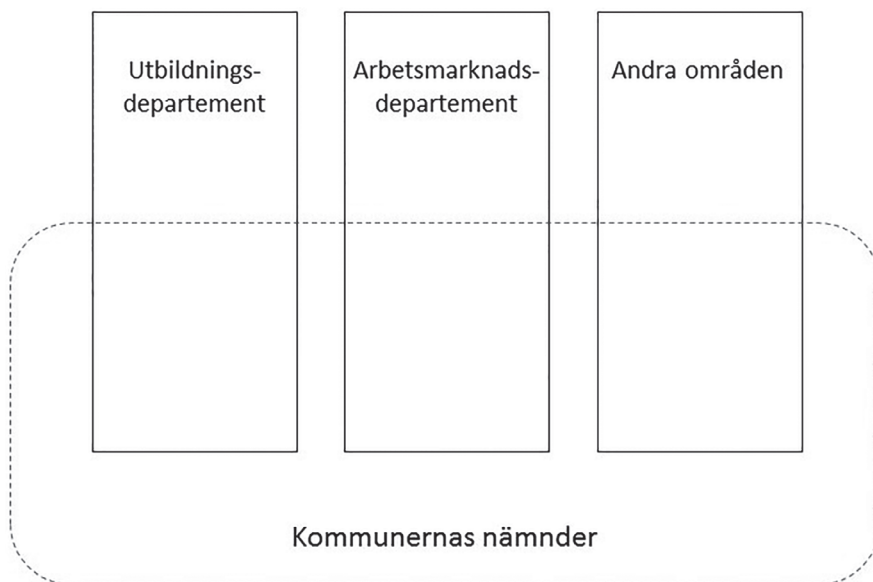 Utbildnings-
departement
Arbetsmarknads-
departement
Andra områden
Kommunernas nämnder